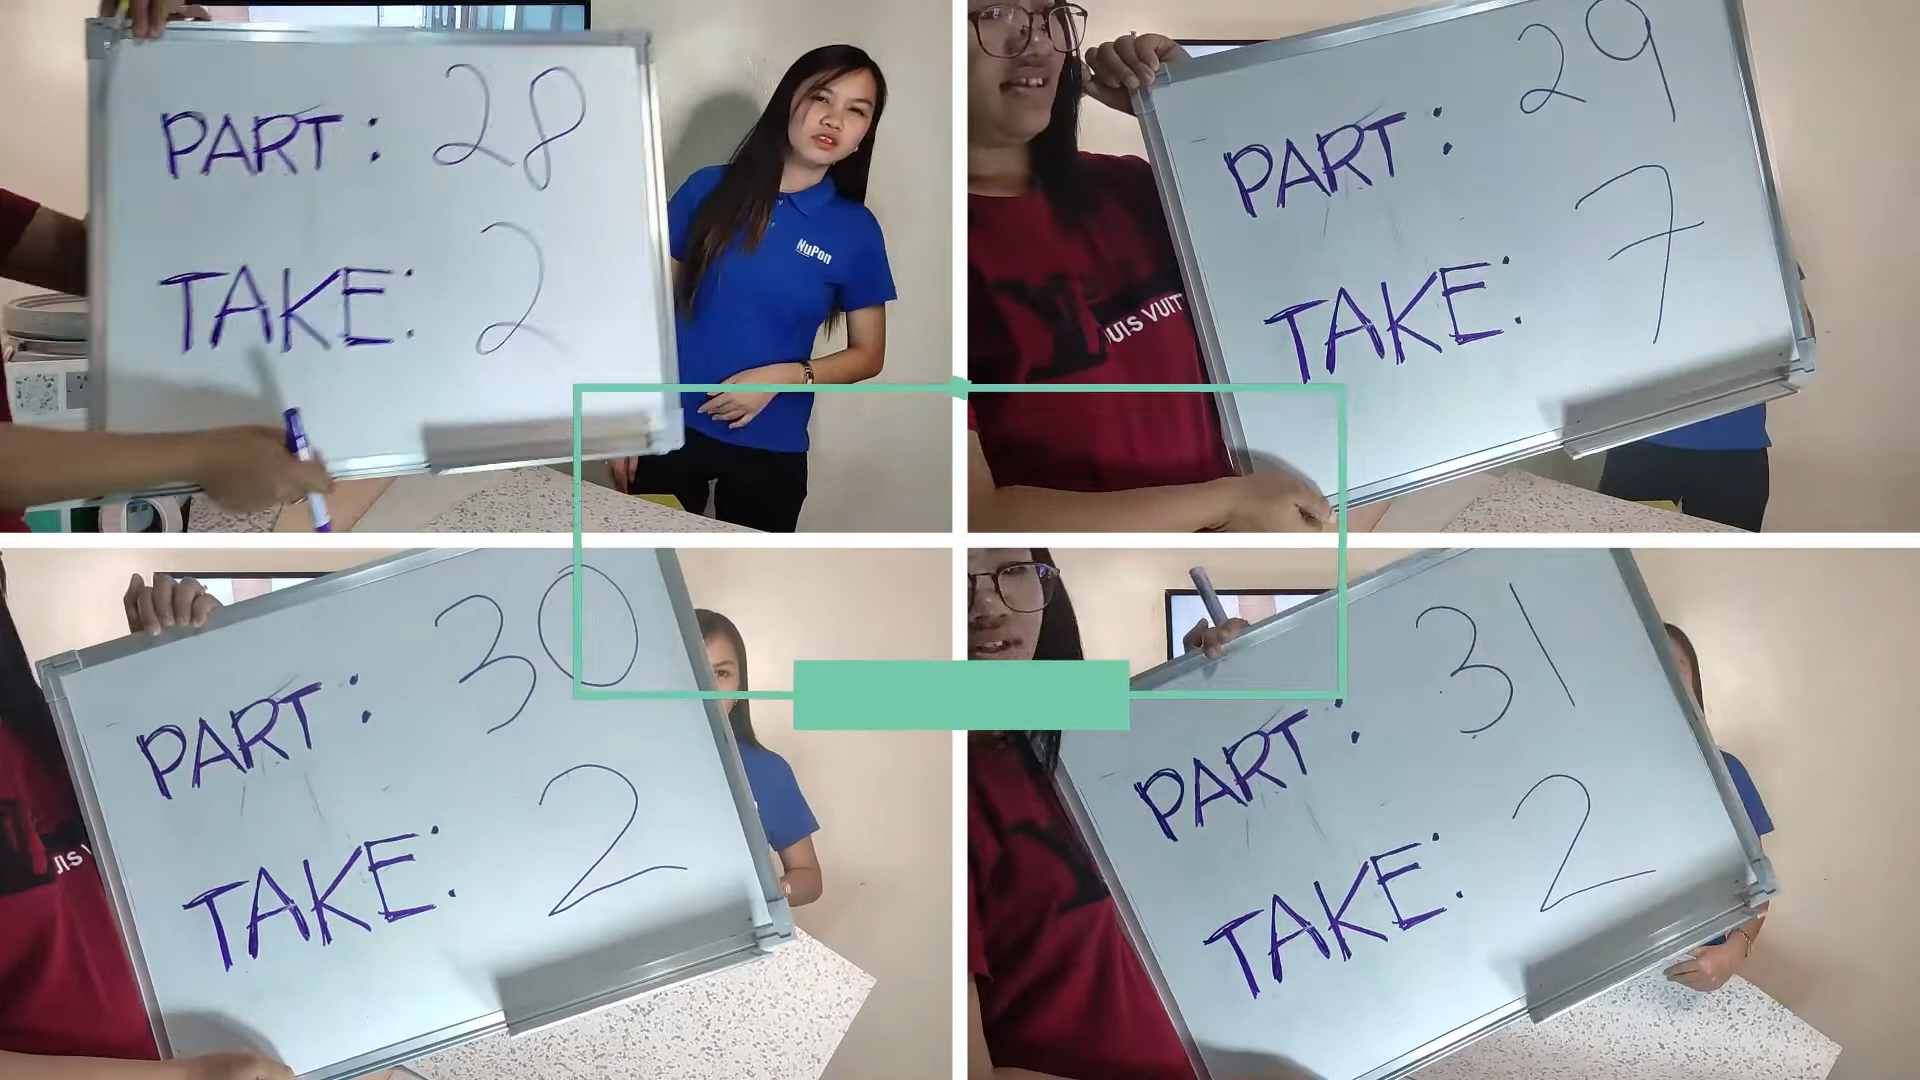 PART: 28
TAKE: 2
NuPon
PART: 29
TAKE: 7
OUIS VUIT
PART: 30
TAKE: 2
UIS
PART: 31
TAKE: 2